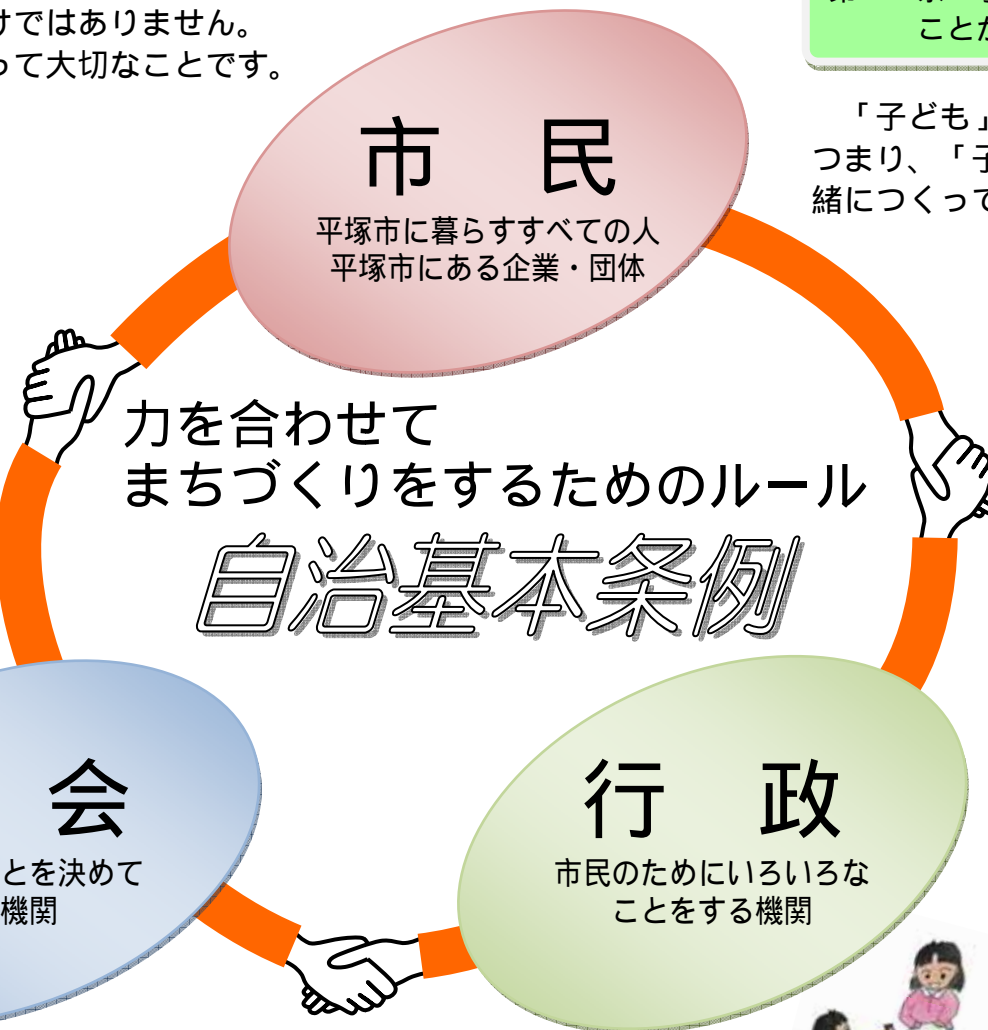 けではありません。
って大切なことです。
ことが
「子ども」
つまり、「子
緒につくって
市 民
平塚市に暮らすすべての人
平塚市にある企業・団体
力を合わせて
まちづくりをするためのルール
自治基本条例
会
とを決めて
機関
行 政
市民のためにいろいろな
ことをする機関